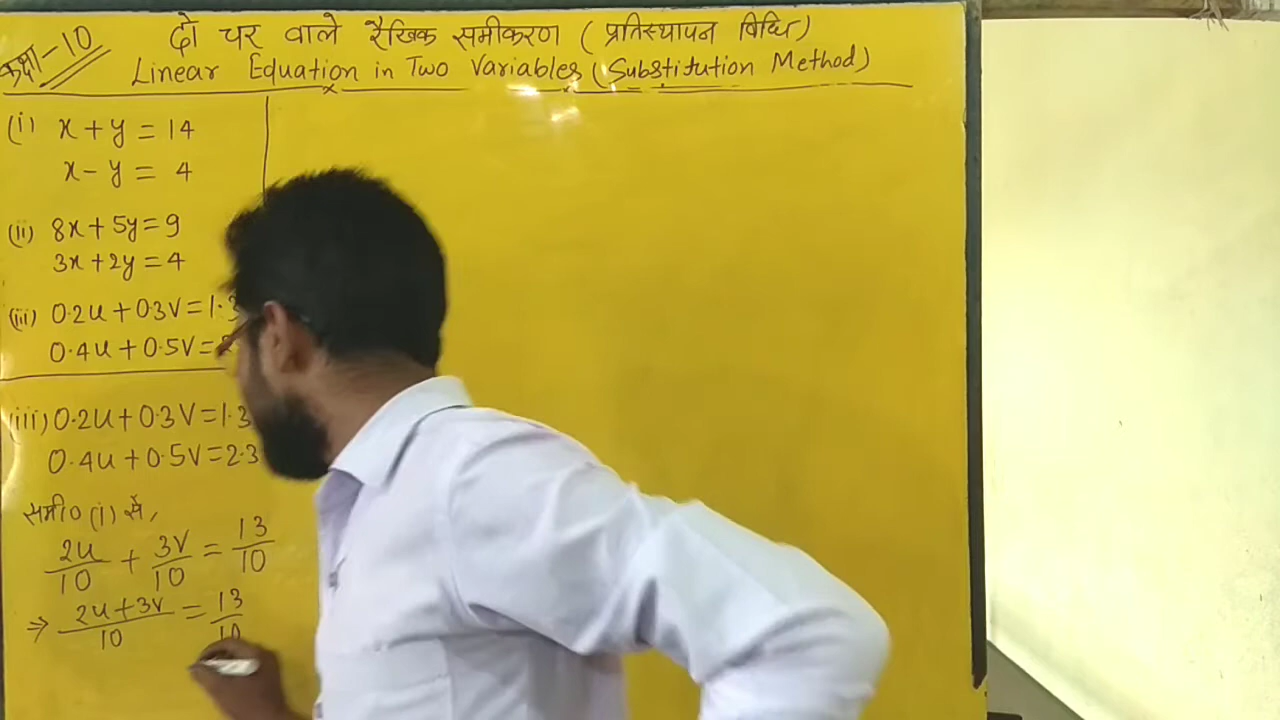 कक्षा-10
दो चर वाले रैखिक समीकरण (प्रतिस्थापन विधि)
Linear Equation in Two Variables (Substitution Method)
(i) x + y = 14
x - y = 4
(ii) 8x + 5y = 9
3x + 2y = 4
(iii) 0.2u + 0.3v = 1.3
0.4u + 0.5v =
(iii) 0.2u + 0.3v = 1.3
0.4u + 0.5v = 2.3
समी० (i) से,
2u/10 + 3v/10 = 13/10
⇒ 2u+3v/10 = 13/10